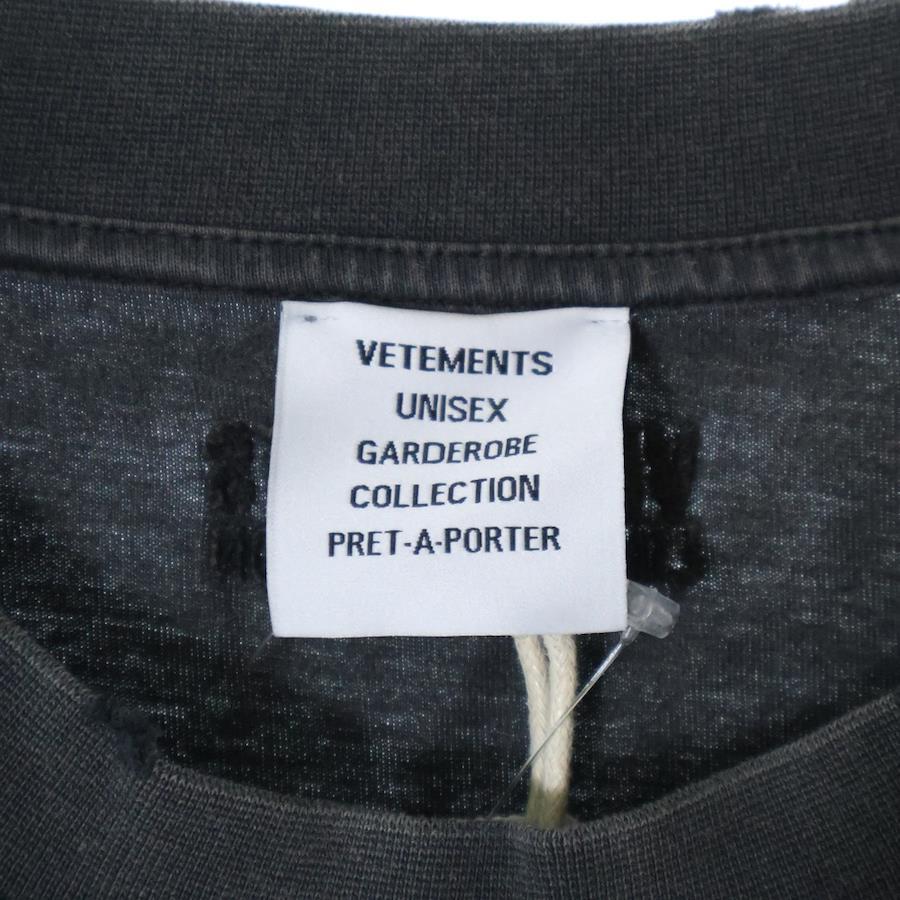 VETEMENTS
UNISEX
GARDEROBE
COLLECTION
PRET-A-PORTER